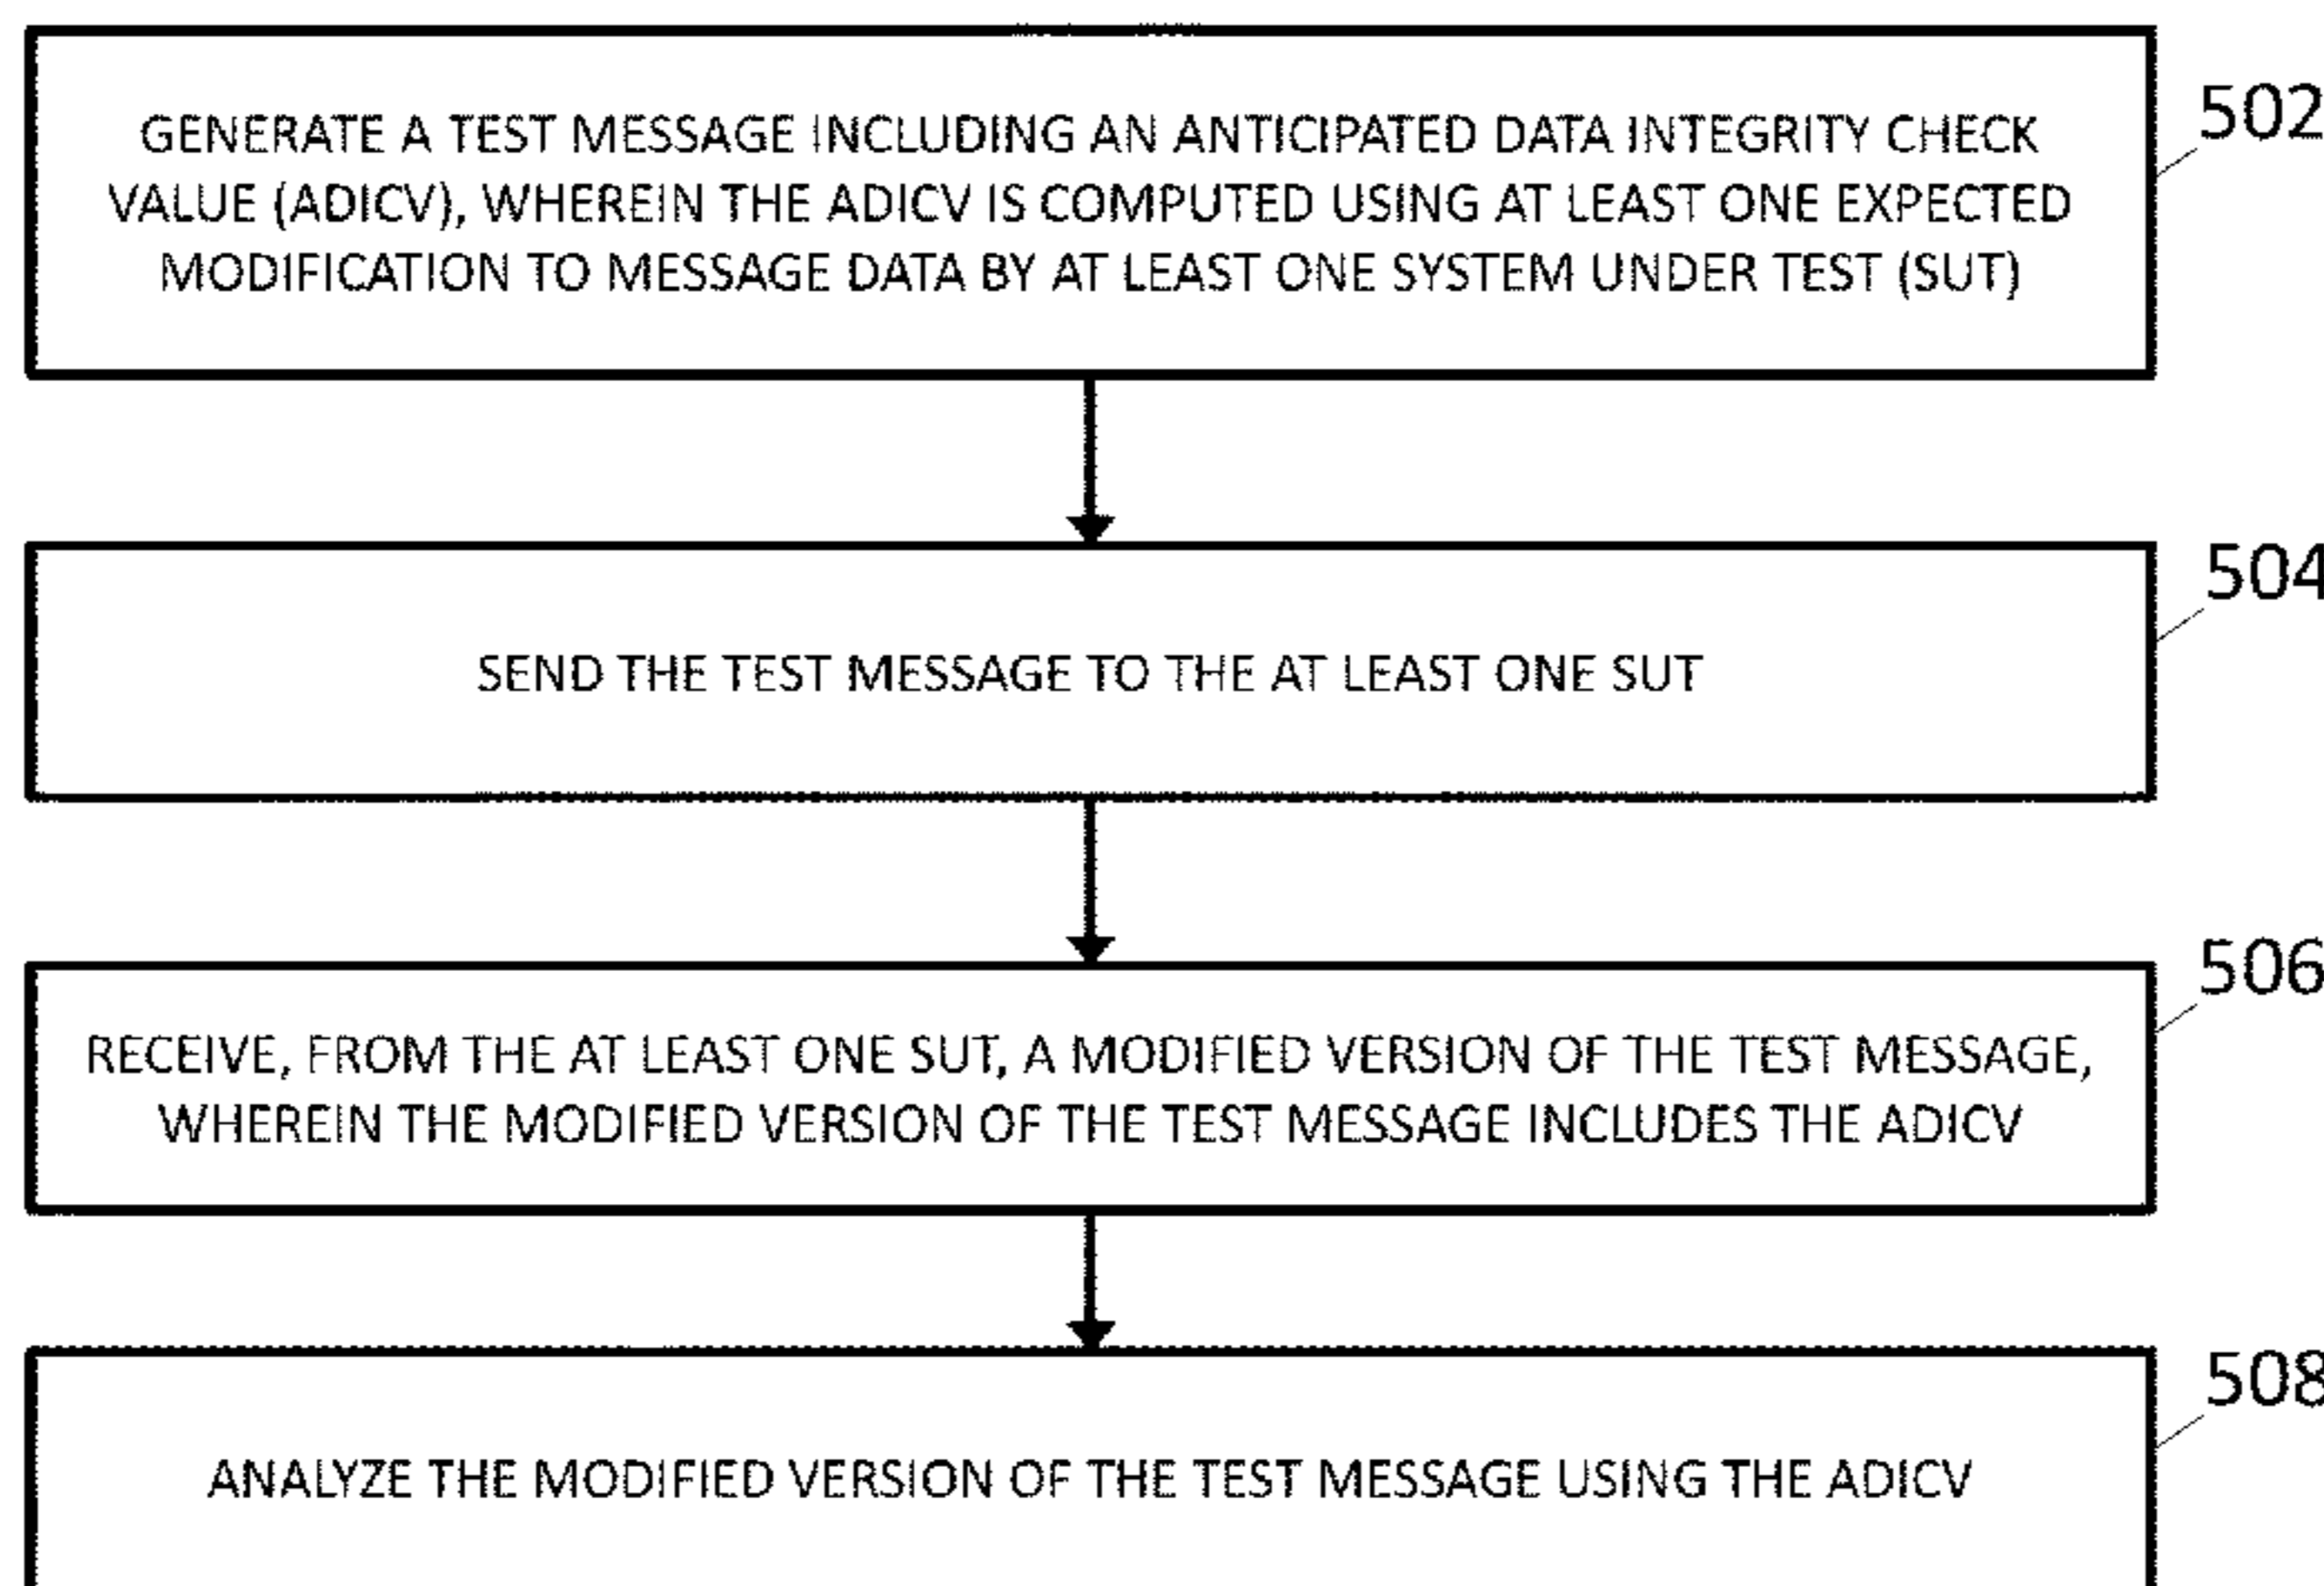 GENERATE A TEST MESSAGE INCLUDING AN ANTICIPATED DATA INTEGRITY CHECK
VALUE (ADICV), WHEREIN THE ADICV IS COMPUTED USING AT LEAST ONE EXPECTED
MODIFICATION TO MESSAGE DATA BY AT LEAST ONE SYSTEM UNDER TEST (SUT)
502
SEND THE TEST MESSAGE TO THE AT LEAST ONE SUT
504
RECEIVE, FROM THE AT LEAST ONE SUT, A MODIFIED VERSION OF THE TEST MESSAGE,
WHEREIN THE MODIFIED VERSION OF THE TEST MESSAGE INCLUDES THE ADICV
506
ANALYZE THE MODIFIED VERSION OF THE TEST MESSAGE USING THE ADICV
508